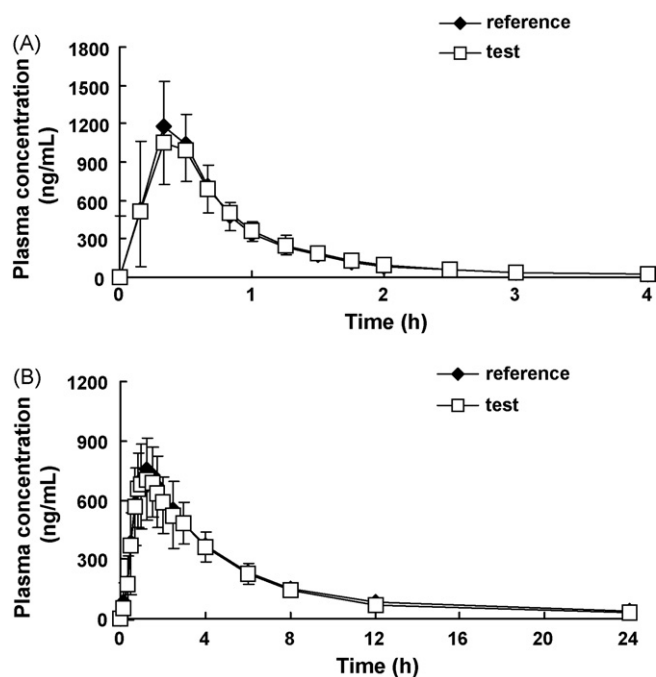 (A)
reference
test
1800
1500
1200
900
600
300
0
Plasma concentration
(ng/mL)
0 1 2 3 4
Time (h)
(B)
reference
test
1200
900
600
300
0
Plasma concentration
(ng/mL)
0 4 8 12 16 20 24
Time (h)